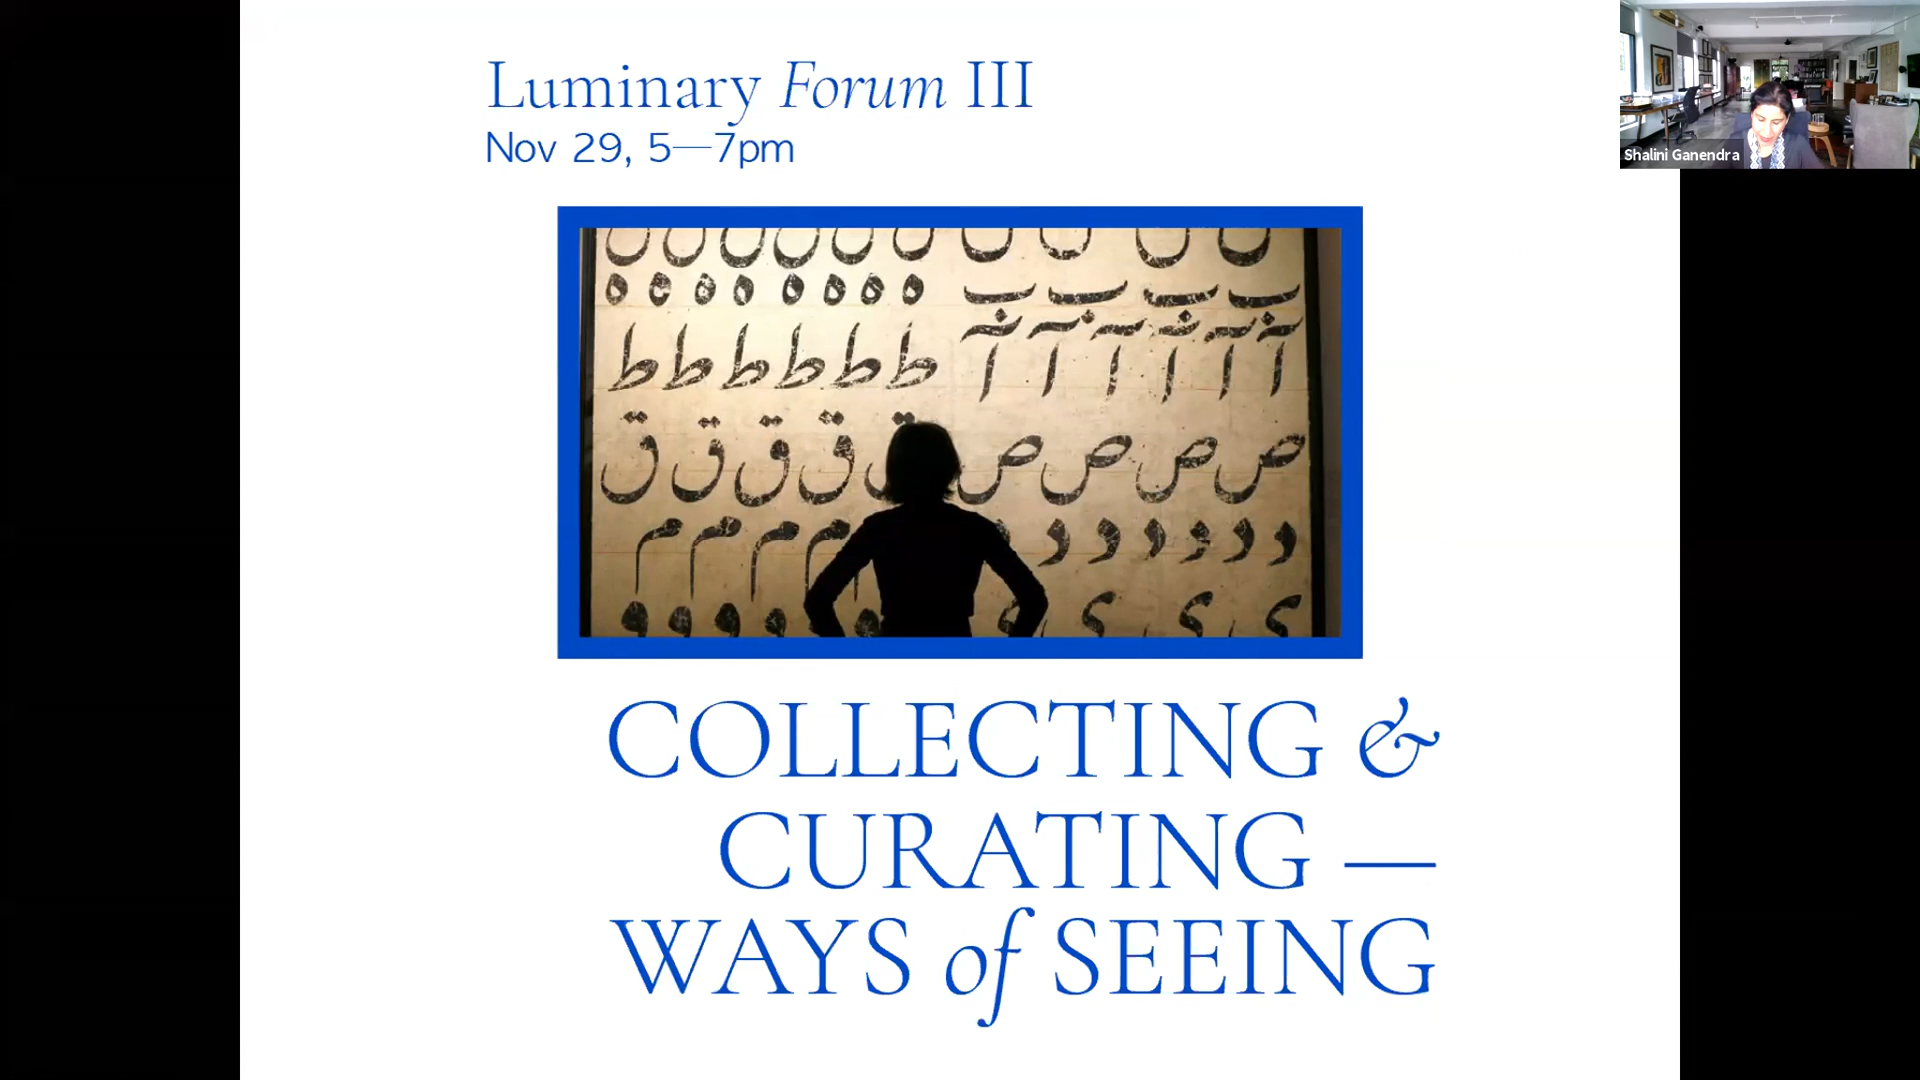 Luminary Forum III
Nov 29, 5—7pm
ب ب ب ب ه ه ه ه ه ه ه ه
آ آ آ آ آ آ ط ط ط ط ط ط
ص ص ص ص ق ق ق ق
د د د د د د م م م م
COLLECTING &
CURATING —
WAYS of SEEING
Shalini Ganendra